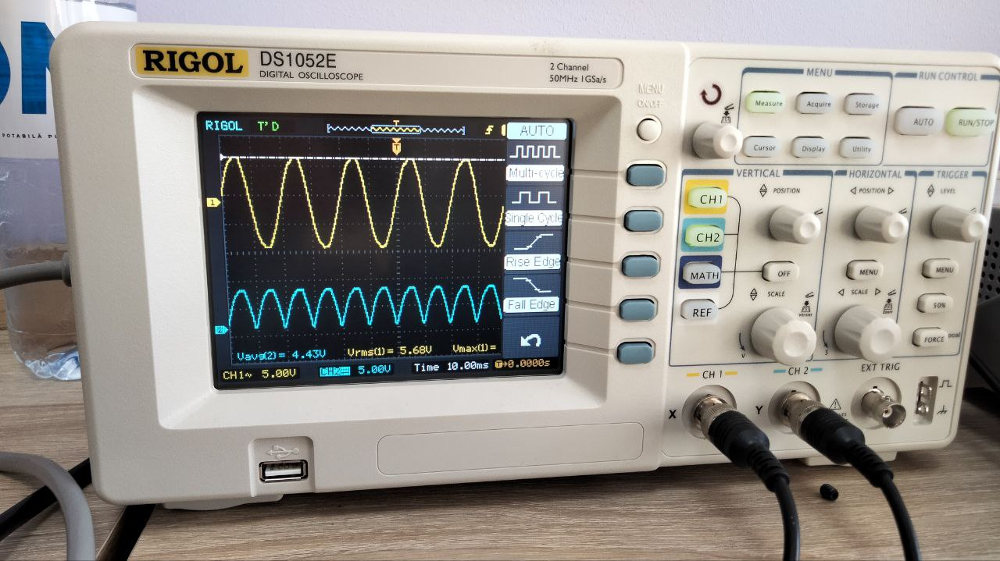 POTABILĂ
RIGOL
DS1052E
DIGITAL OSCILLOSCOPE
2 Channel
50MHz 1GSa/s
RIGOL T'D
T
T
1
2
AUTO
Multi-cycle
Single Cycle
Rise Edge
Fall Edge
Vavg(2)= 4.43V Vrms(1)= 5.68V Vmax(1)=
CH1~ 5.00V CH2 5.00V Time 10.00ms T→0.0000s
MENU
ON/OFF
MENU
Measure Acquire Storage
Cursor Display Utility
RUN CONTROL
AUTO RUN/STOP
VERTICAL
POSITION
CH1
CH2
MATH
REF
OFF
SCALE
Vernier
V
HORIZONTAL
POSITION
MENU
SCALE
Zoom
S
TRIGGER
LEVEL
MENU
50%
FORCE
CH 1
X
CH 2
Y
EXT TRIG